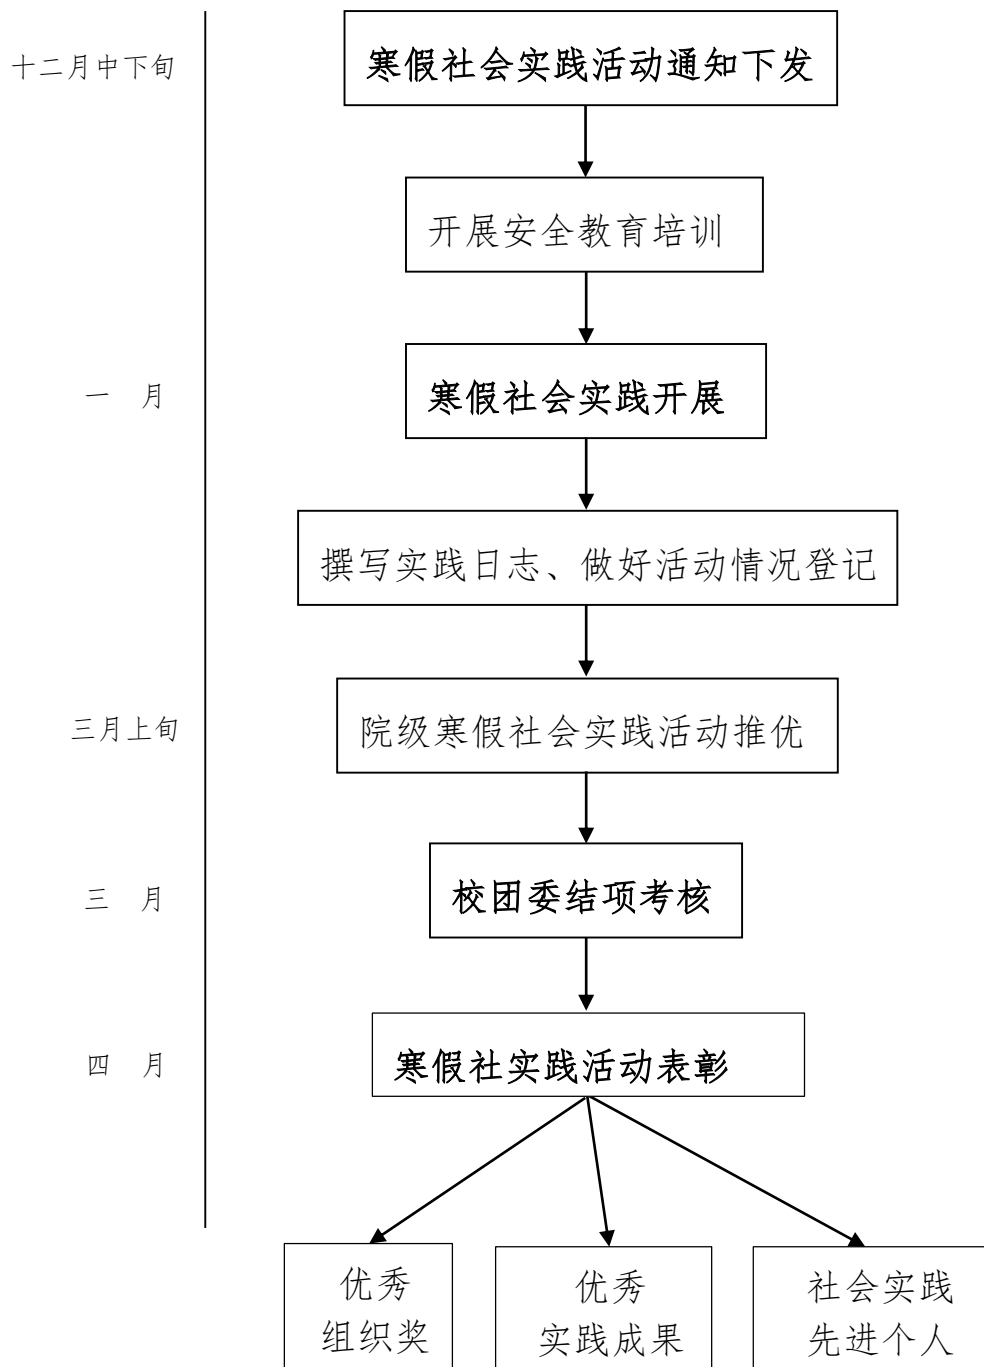 十二月中下旬
寒假社会实践活动通知下发
开展安全教育培训
一 月
寒假社会实践开展
撰写实践日志、做好活动情况登记
三月上旬
院级寒假社会实践活动推优
三 月
校团委结项考核
四 月
寒假社实践活动表彰
优秀
组织奖
优秀
实践成果
社会实践
先进个人